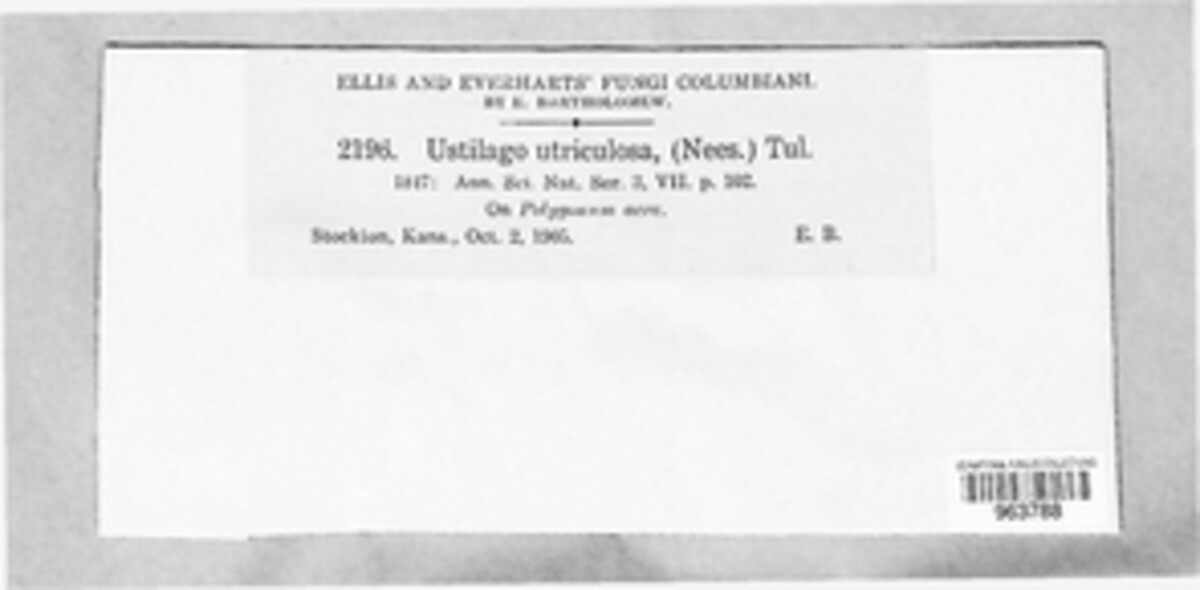 ELLIS AND EVERHARTS' FUNGI COLUMBIANI.
BY E. BARTHOLOMEW.
2196. Ustilago utriculosa, (Nees.) Tul.
1847: Ann. Sci. Nat. Ser. 3, VII. p. 102.
On Polygonum acre.
Stockton, Kans., Oct. 2, 1905.
E. B.
963788